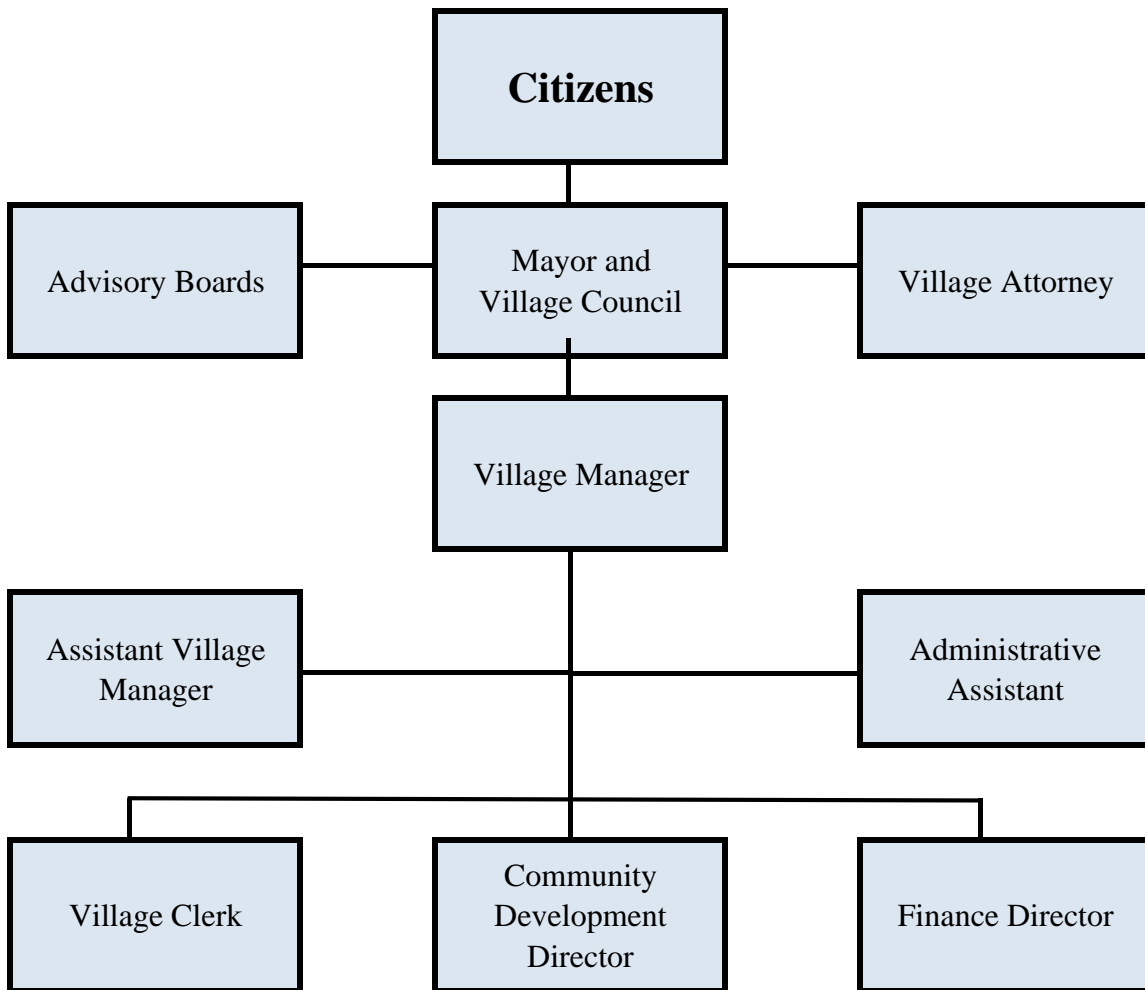 Citizens
Advisory Boards
Mayor and
Village Council
Village Attorney
Village Manager
Assistant Village
Manager
Administrative
Assistant
Village Clerk
Community
Development
Director
Finance Director